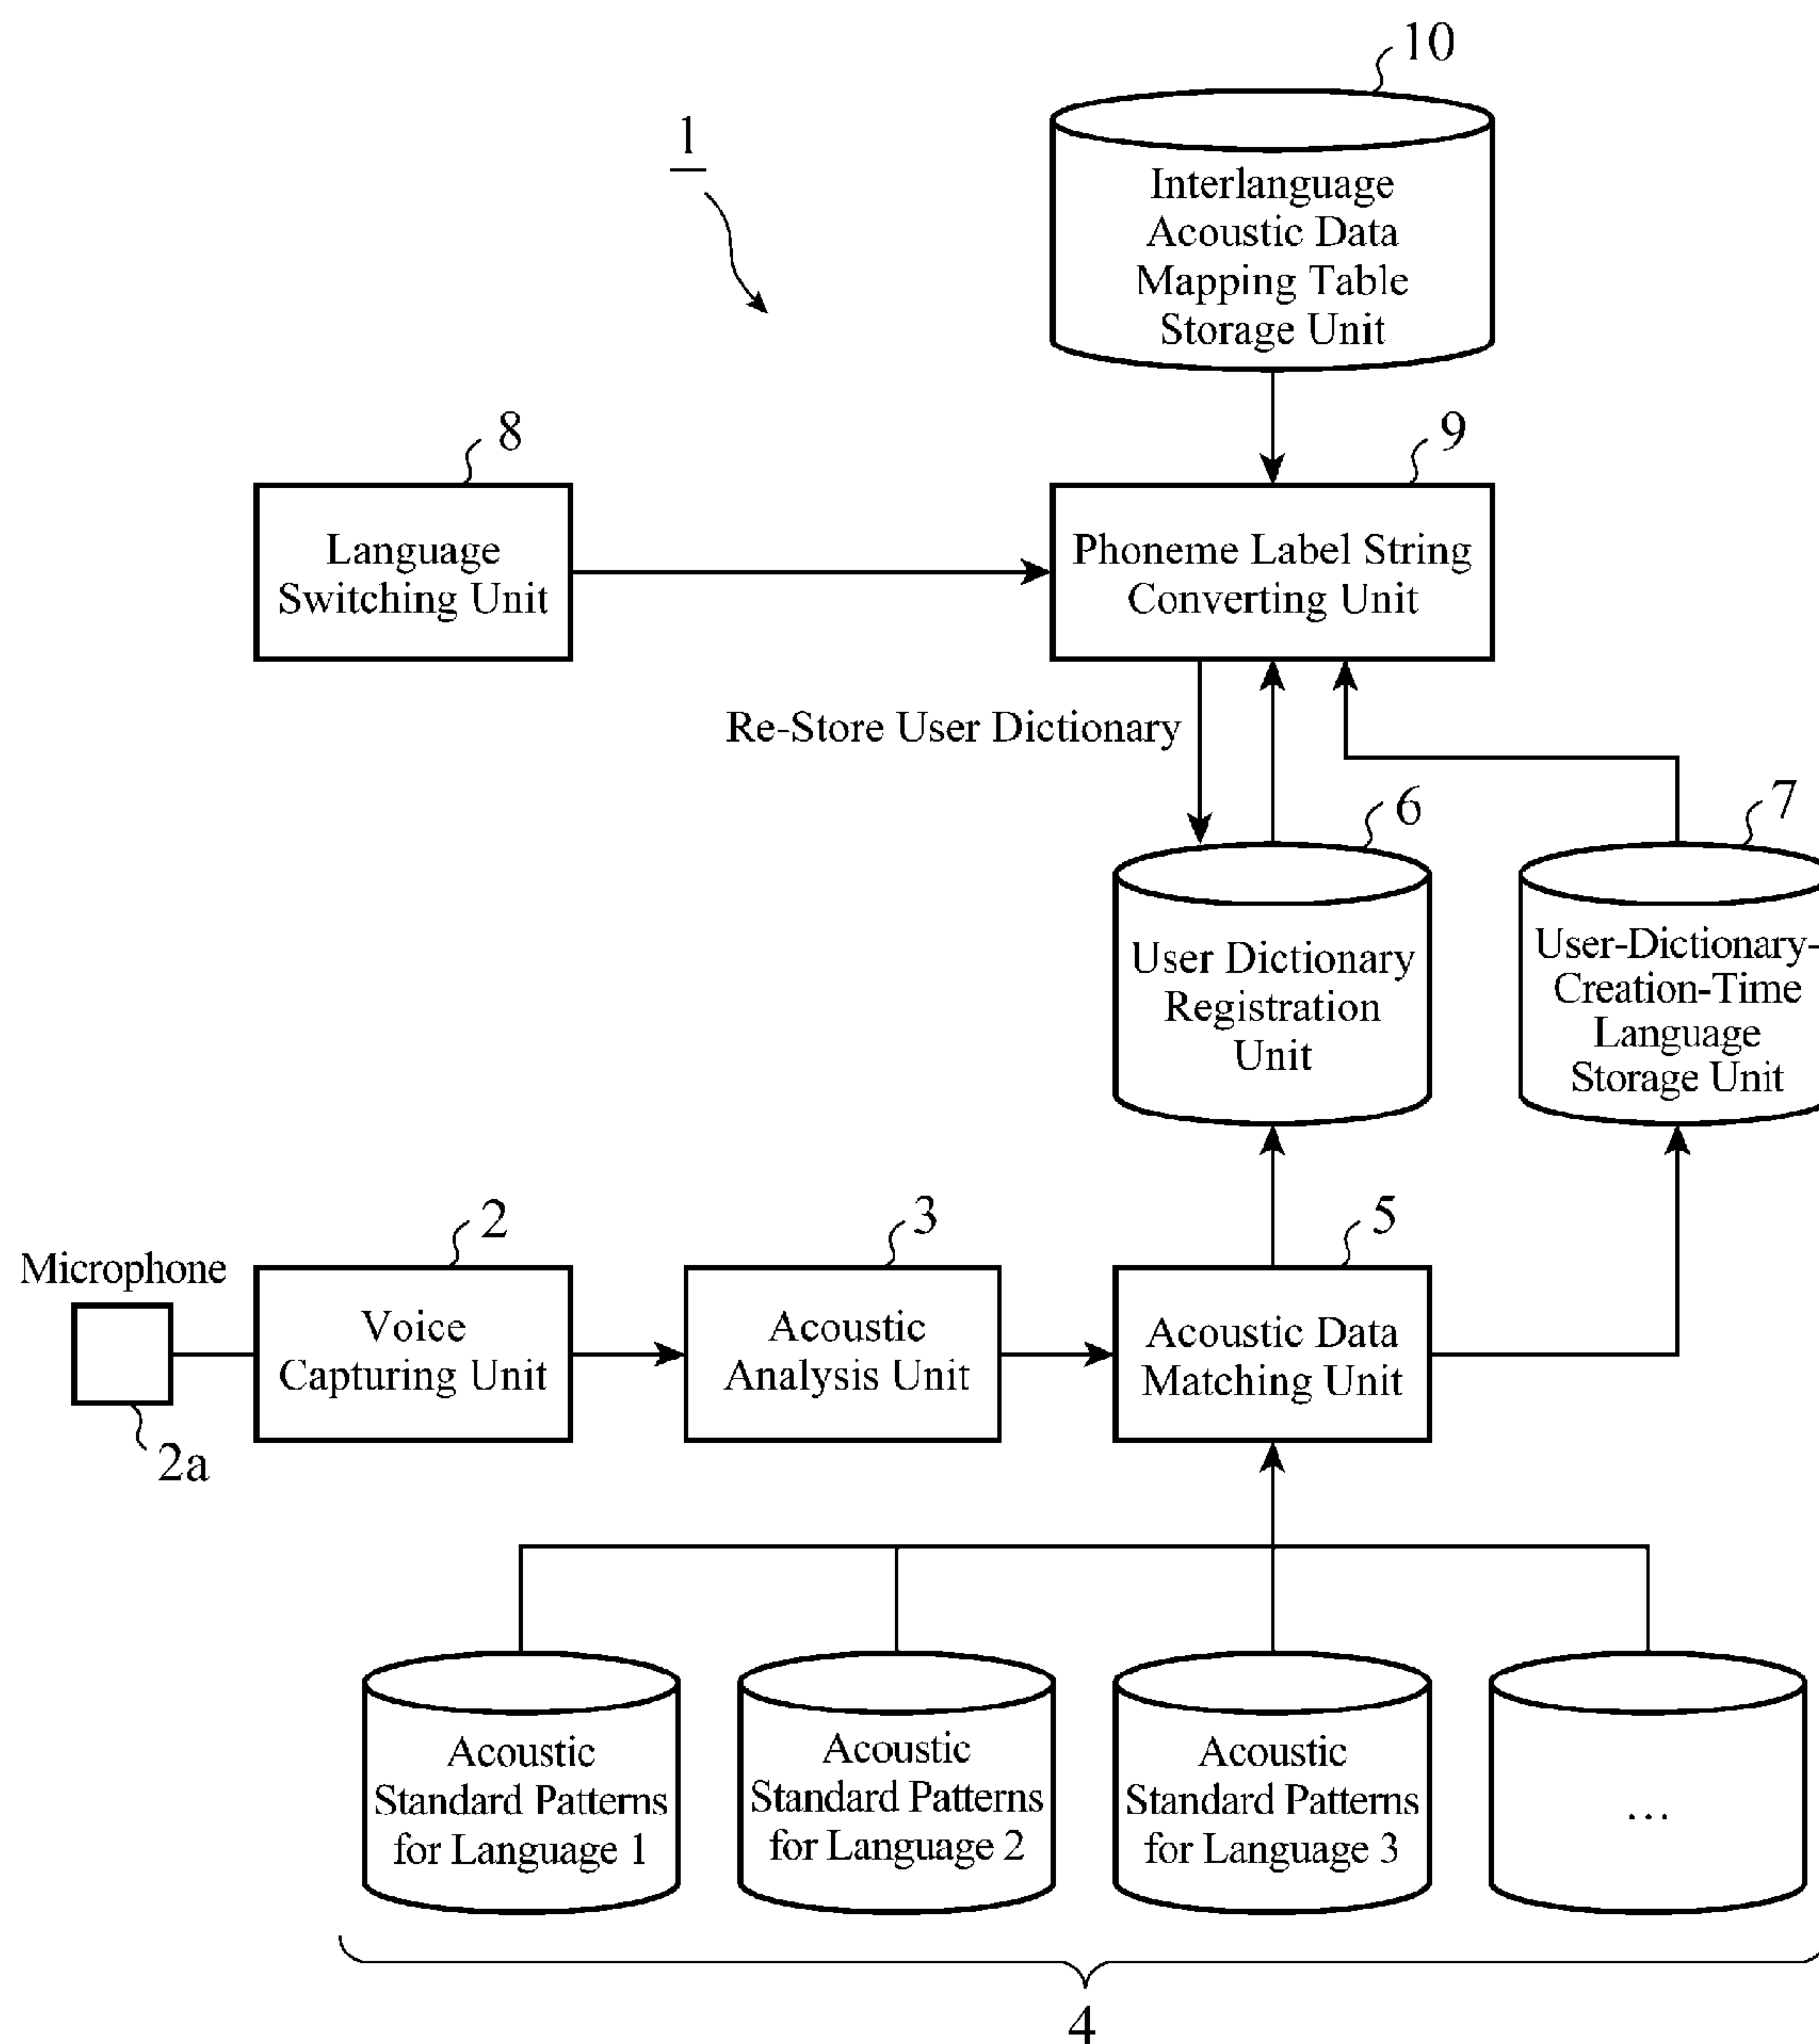 10
1
Interlanguage
Acoustic Data
Mapping Table
Storage Unit
8
9
Language
Switching Unit
Phoneme Label String
Converting Unit
Re-Store User Dictionary
6
7
User Dictionary
Registration
Unit
User-Dictionary-
Creation-Time
Language
Storage Unit
2
3
5
Microphone
Voice
Capturing Unit
Acoustic
Analysis Unit
Acoustic Data
Matching Unit
2a
Acoustic
Standard Patterns
for Language 1
Acoustic
Standard Patterns
for Language 2
Acoustic
Standard Patterns
for Language 3
...
4